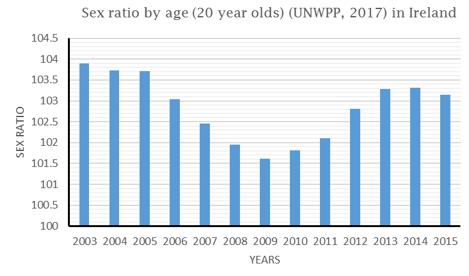 Sex ratio by age (20 year olds) (UNWPP, 2017) in Ireland
104.5
104
103.5
103
102.5
102
101.5
101
100.5
100
SEX RATIO
2003 2004 2005 2006 2007 2008 2009 2010 2011 2012 2013 2014 2015
YEARS